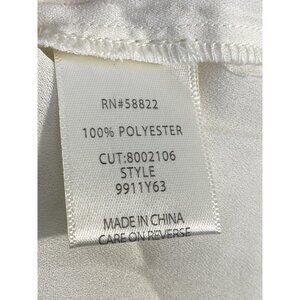 RN#58822
100% POLYESTER
CUT:8002106
STYLE
9911Y63
MADE IN CHINA
CARE ON REVERSE